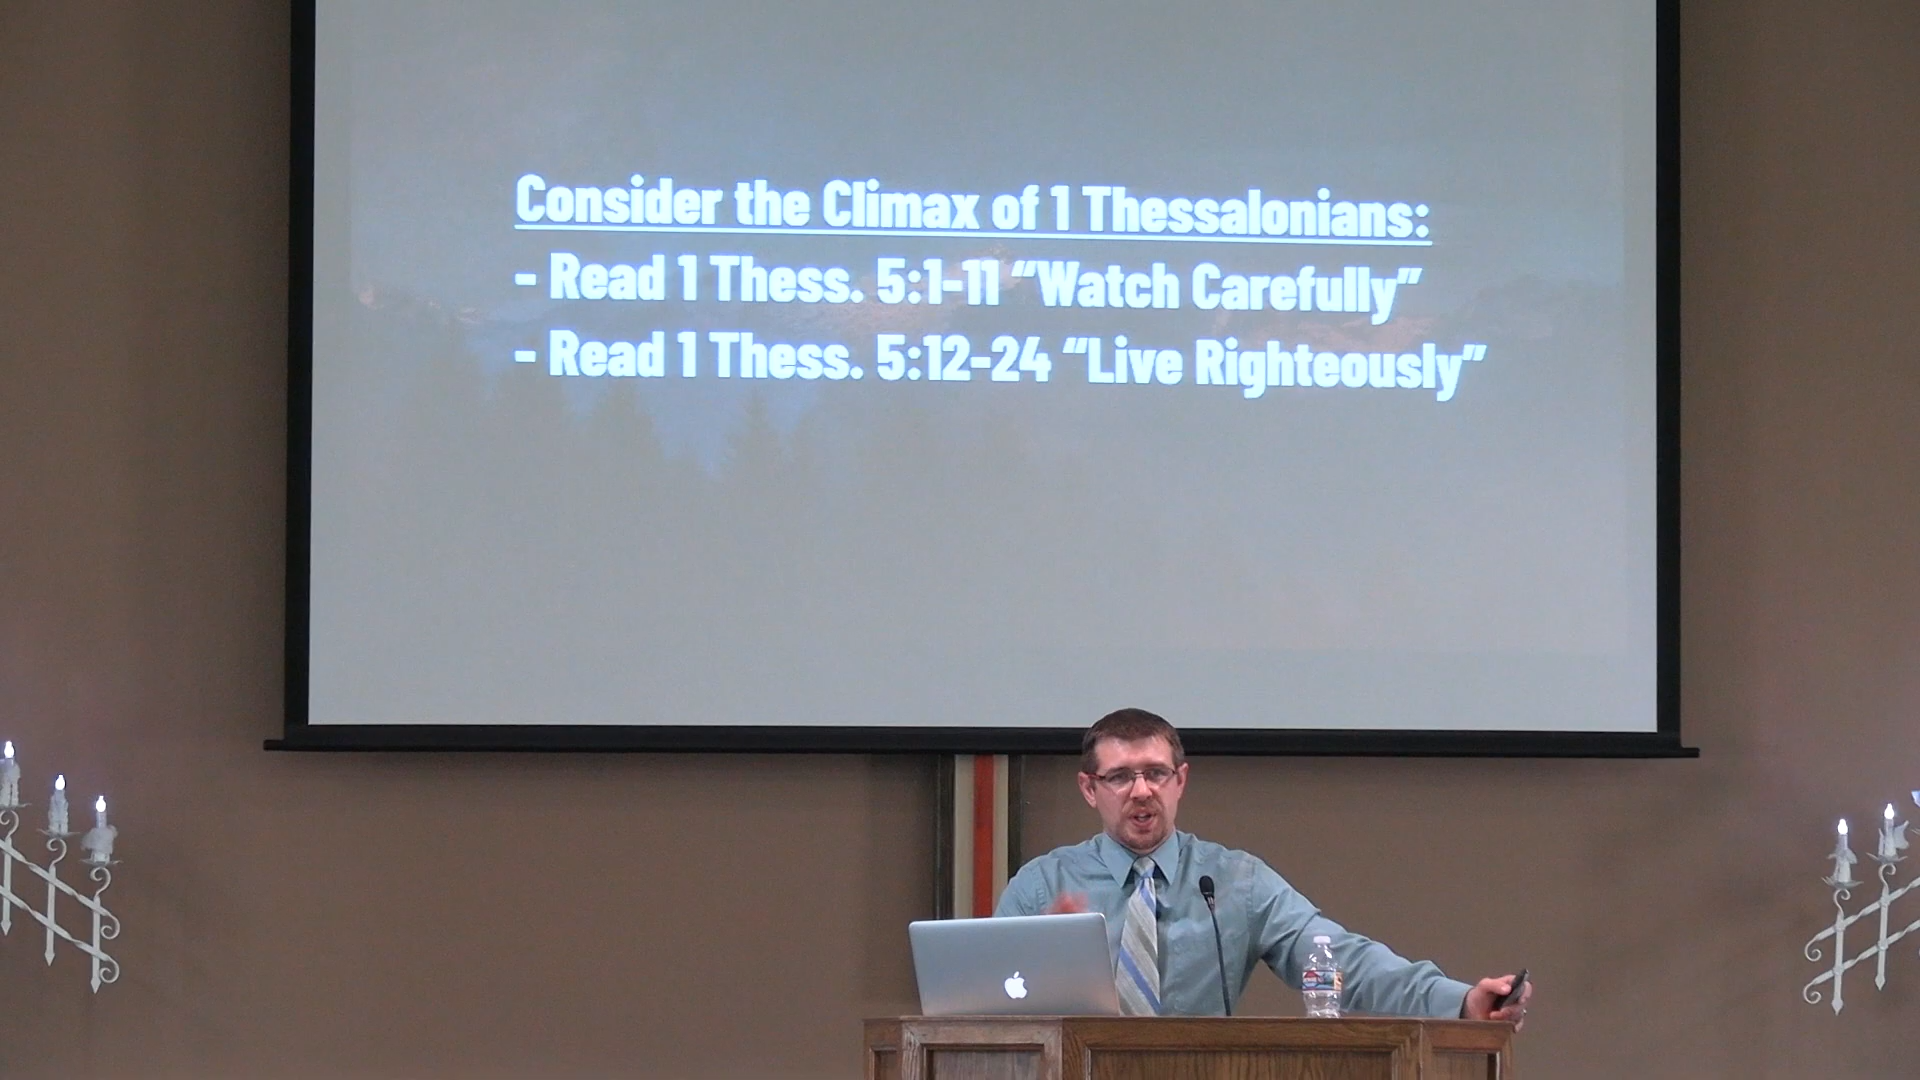 Consider the Climax of 1 Thessalonians:
- Read 1 Thess. 5:1-11 “Watch Carefully”
- Read 1 Thess. 5:12-24 “Live Righteously”